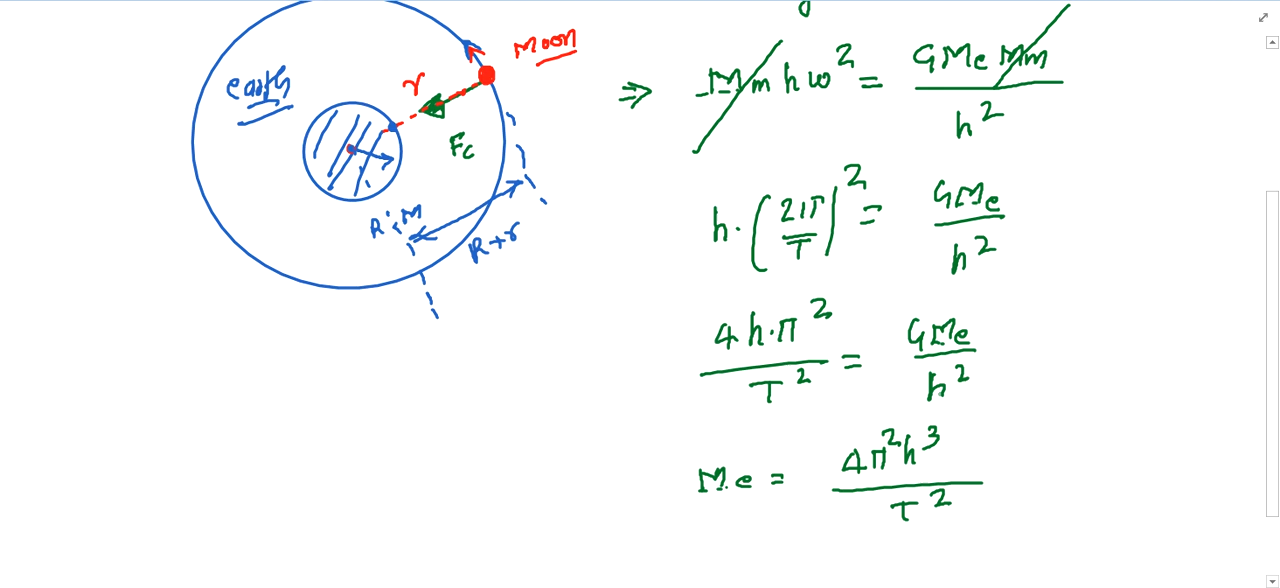 earth
Moon
r
Fc
R', M
R+r
⇒ Mm h ω² = GMe Mm / h²
h · (2π/T)² = GMe / h²
4h·π² / T² = GMe / h²
Me = 4π²h³ / T²